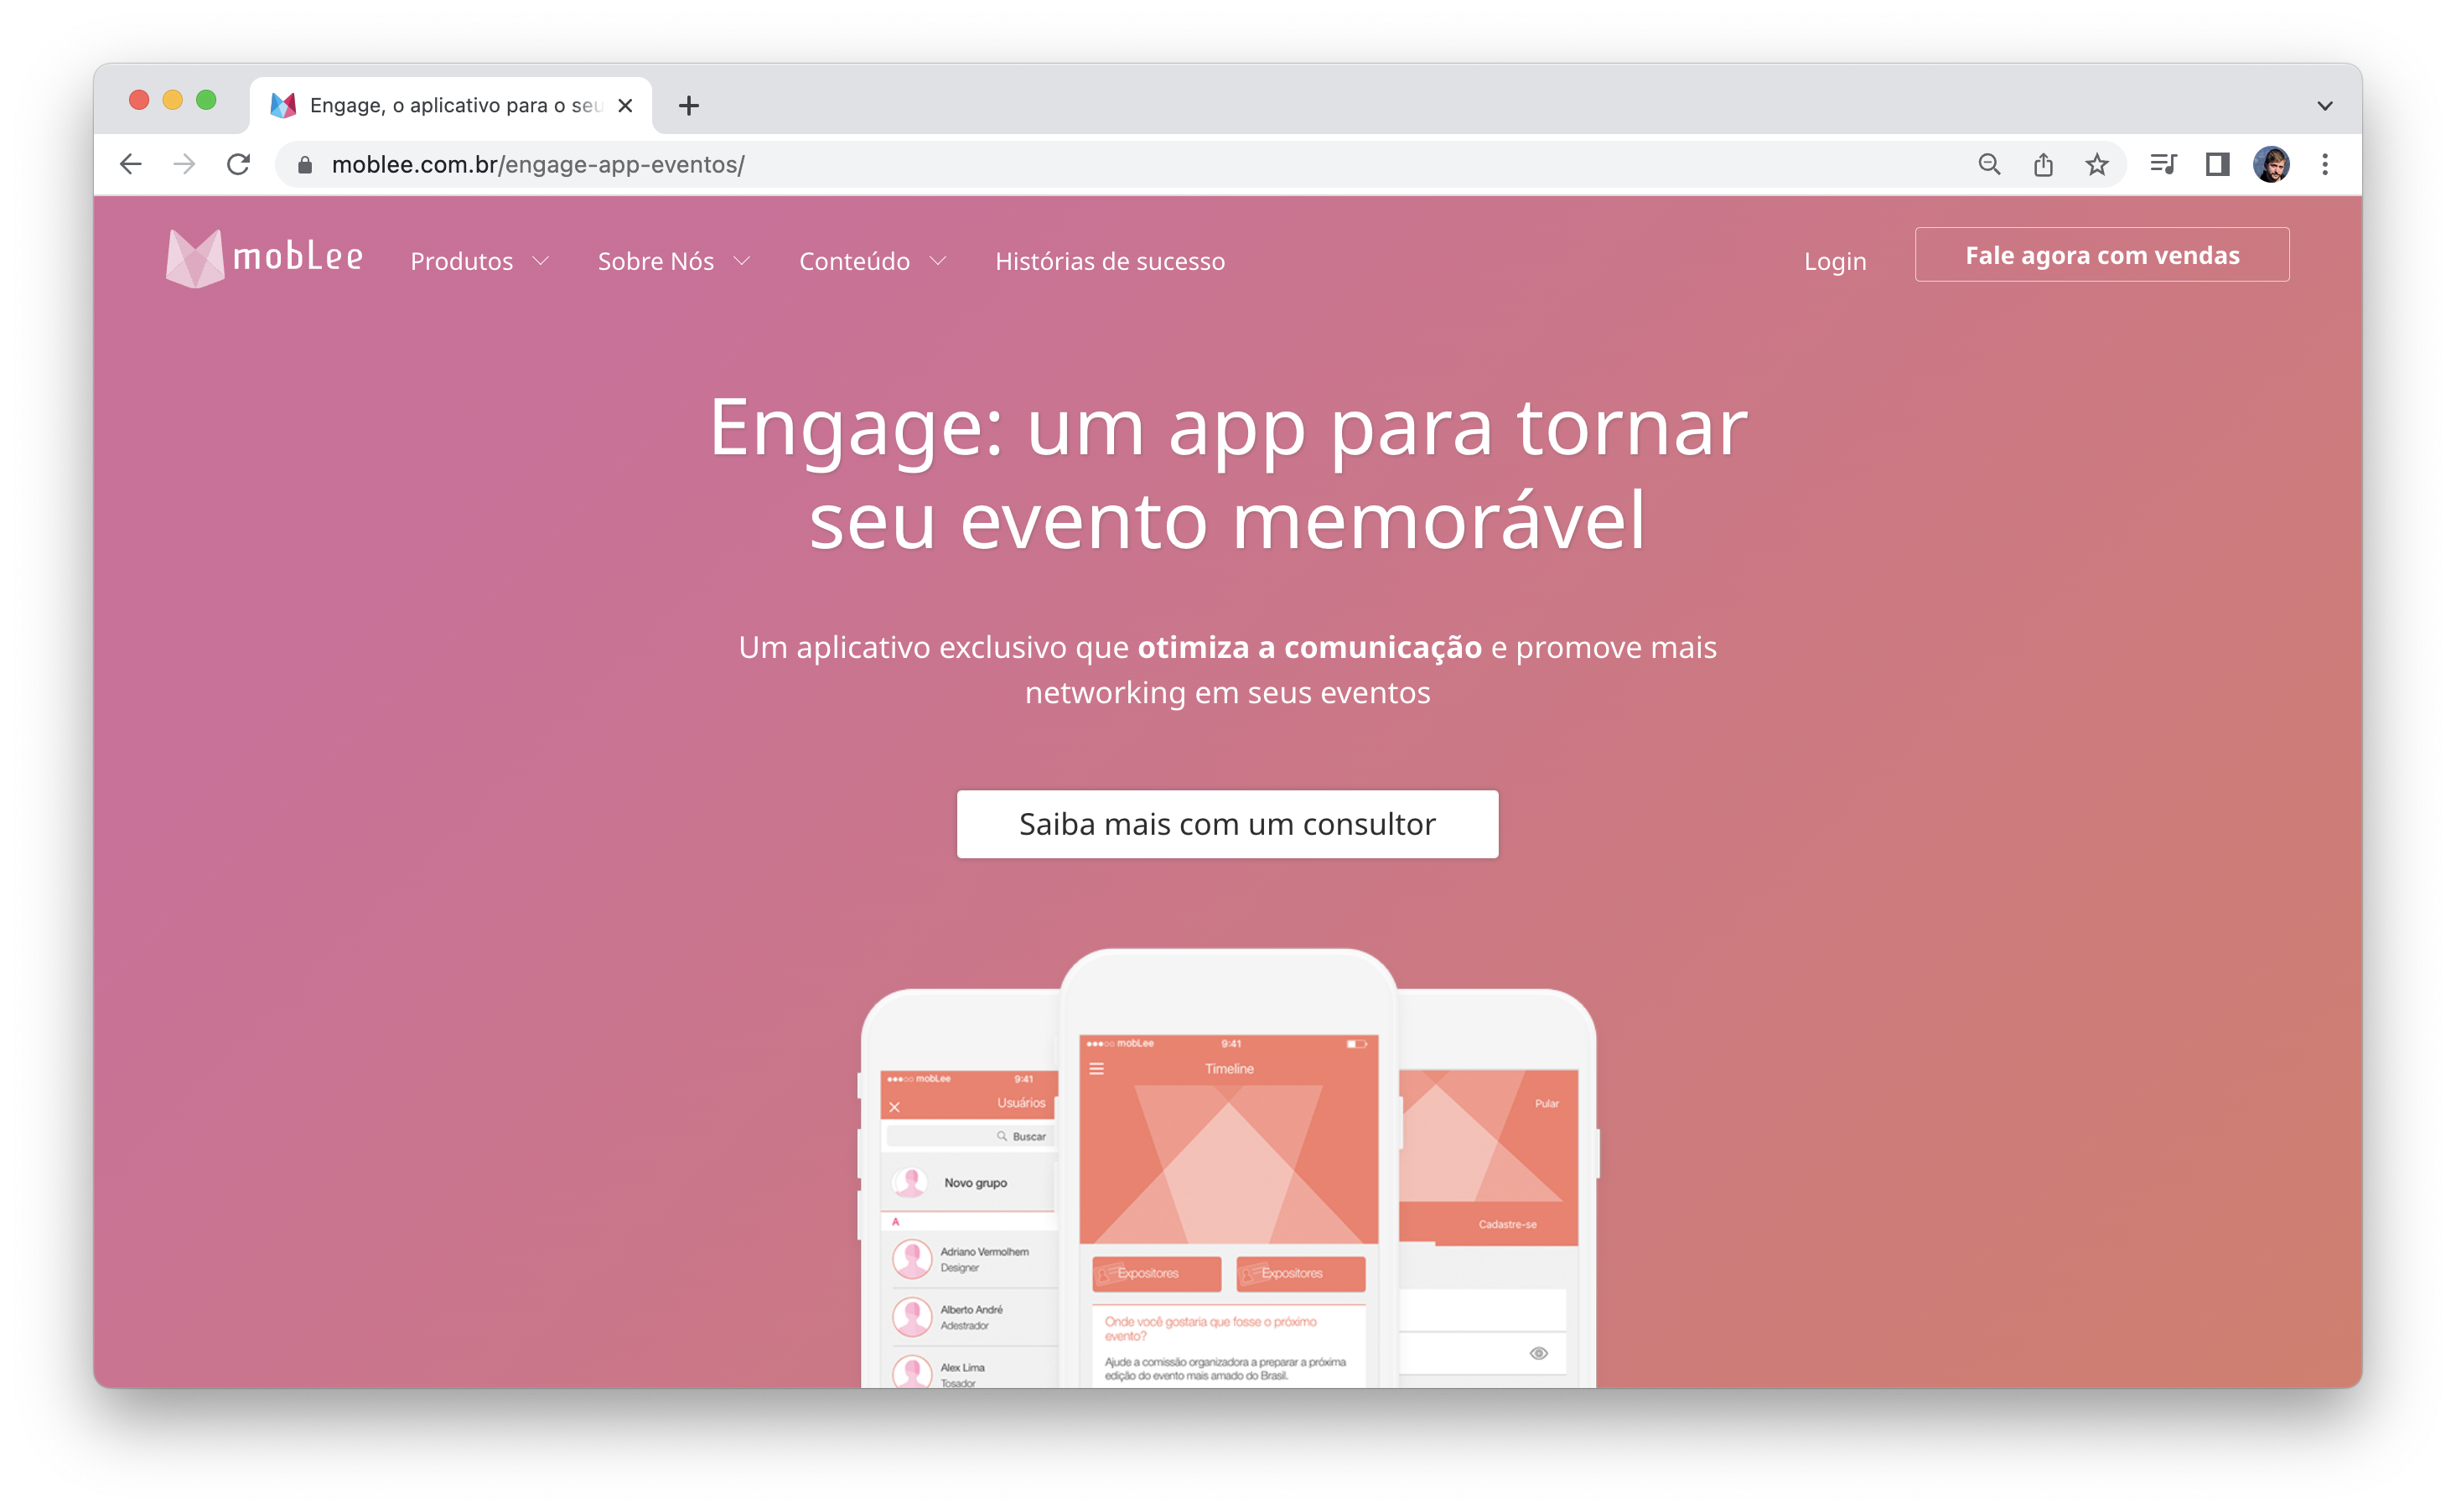 Engage, o aplicativo para o seu
moblee.com.br/engage-app-eventos/
mobLee
Produtos
Sobre Nós
Conteúdo
Histórias de sucesso
Login
Fale agora com vendas
Engage: um app para tornar
seu evento memorável
Um aplicativo exclusivo que otimiza a comunicação e promove mais
networking em seus eventos
Saiba mais com um consultor
mobLee 9:41
Usuários
Buscar
Novo grupo
A
Adriano Vermolhem
Designer
Alberto André
Adestrador
Alex Lima
Tosador
mobLee 9:41
Timeline
Expositores
Expositores
Onde você gostaria que fosse o próximo
evento?
Ajude a comissão organizadora a preparar a próxima
edição do evento mais amado do Brasil.
Pular
Cadastre-se